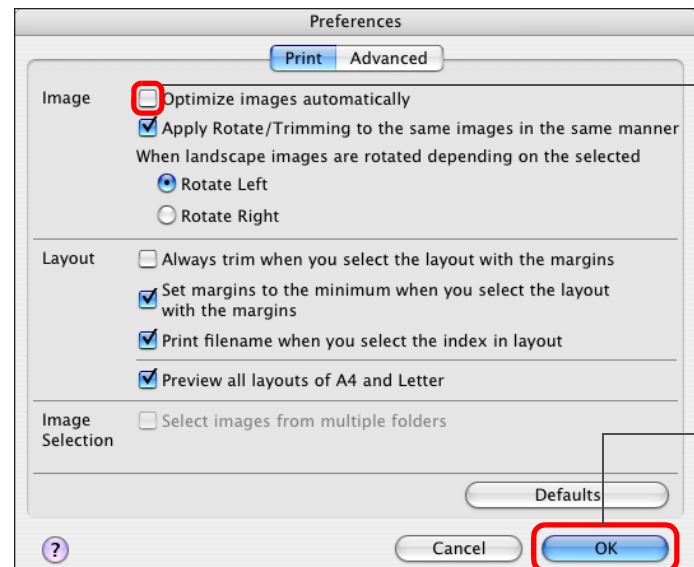 Preferences
Print Advanced
Image Optimize images automatically
Apply Rotate/Trimming to the same images in the same manner
When landscape images are rotated depending on the selected
Rotate Left
Rotate Right
Layout Always trim when you select the layout with the margins
Set margins to the minimum when you select the layout
with the margins
Print filename when you select the index in layout
Preview all layouts of A4 and Letter
Image Select images from multiple folders
Selection
Defaults
? Cancel OK